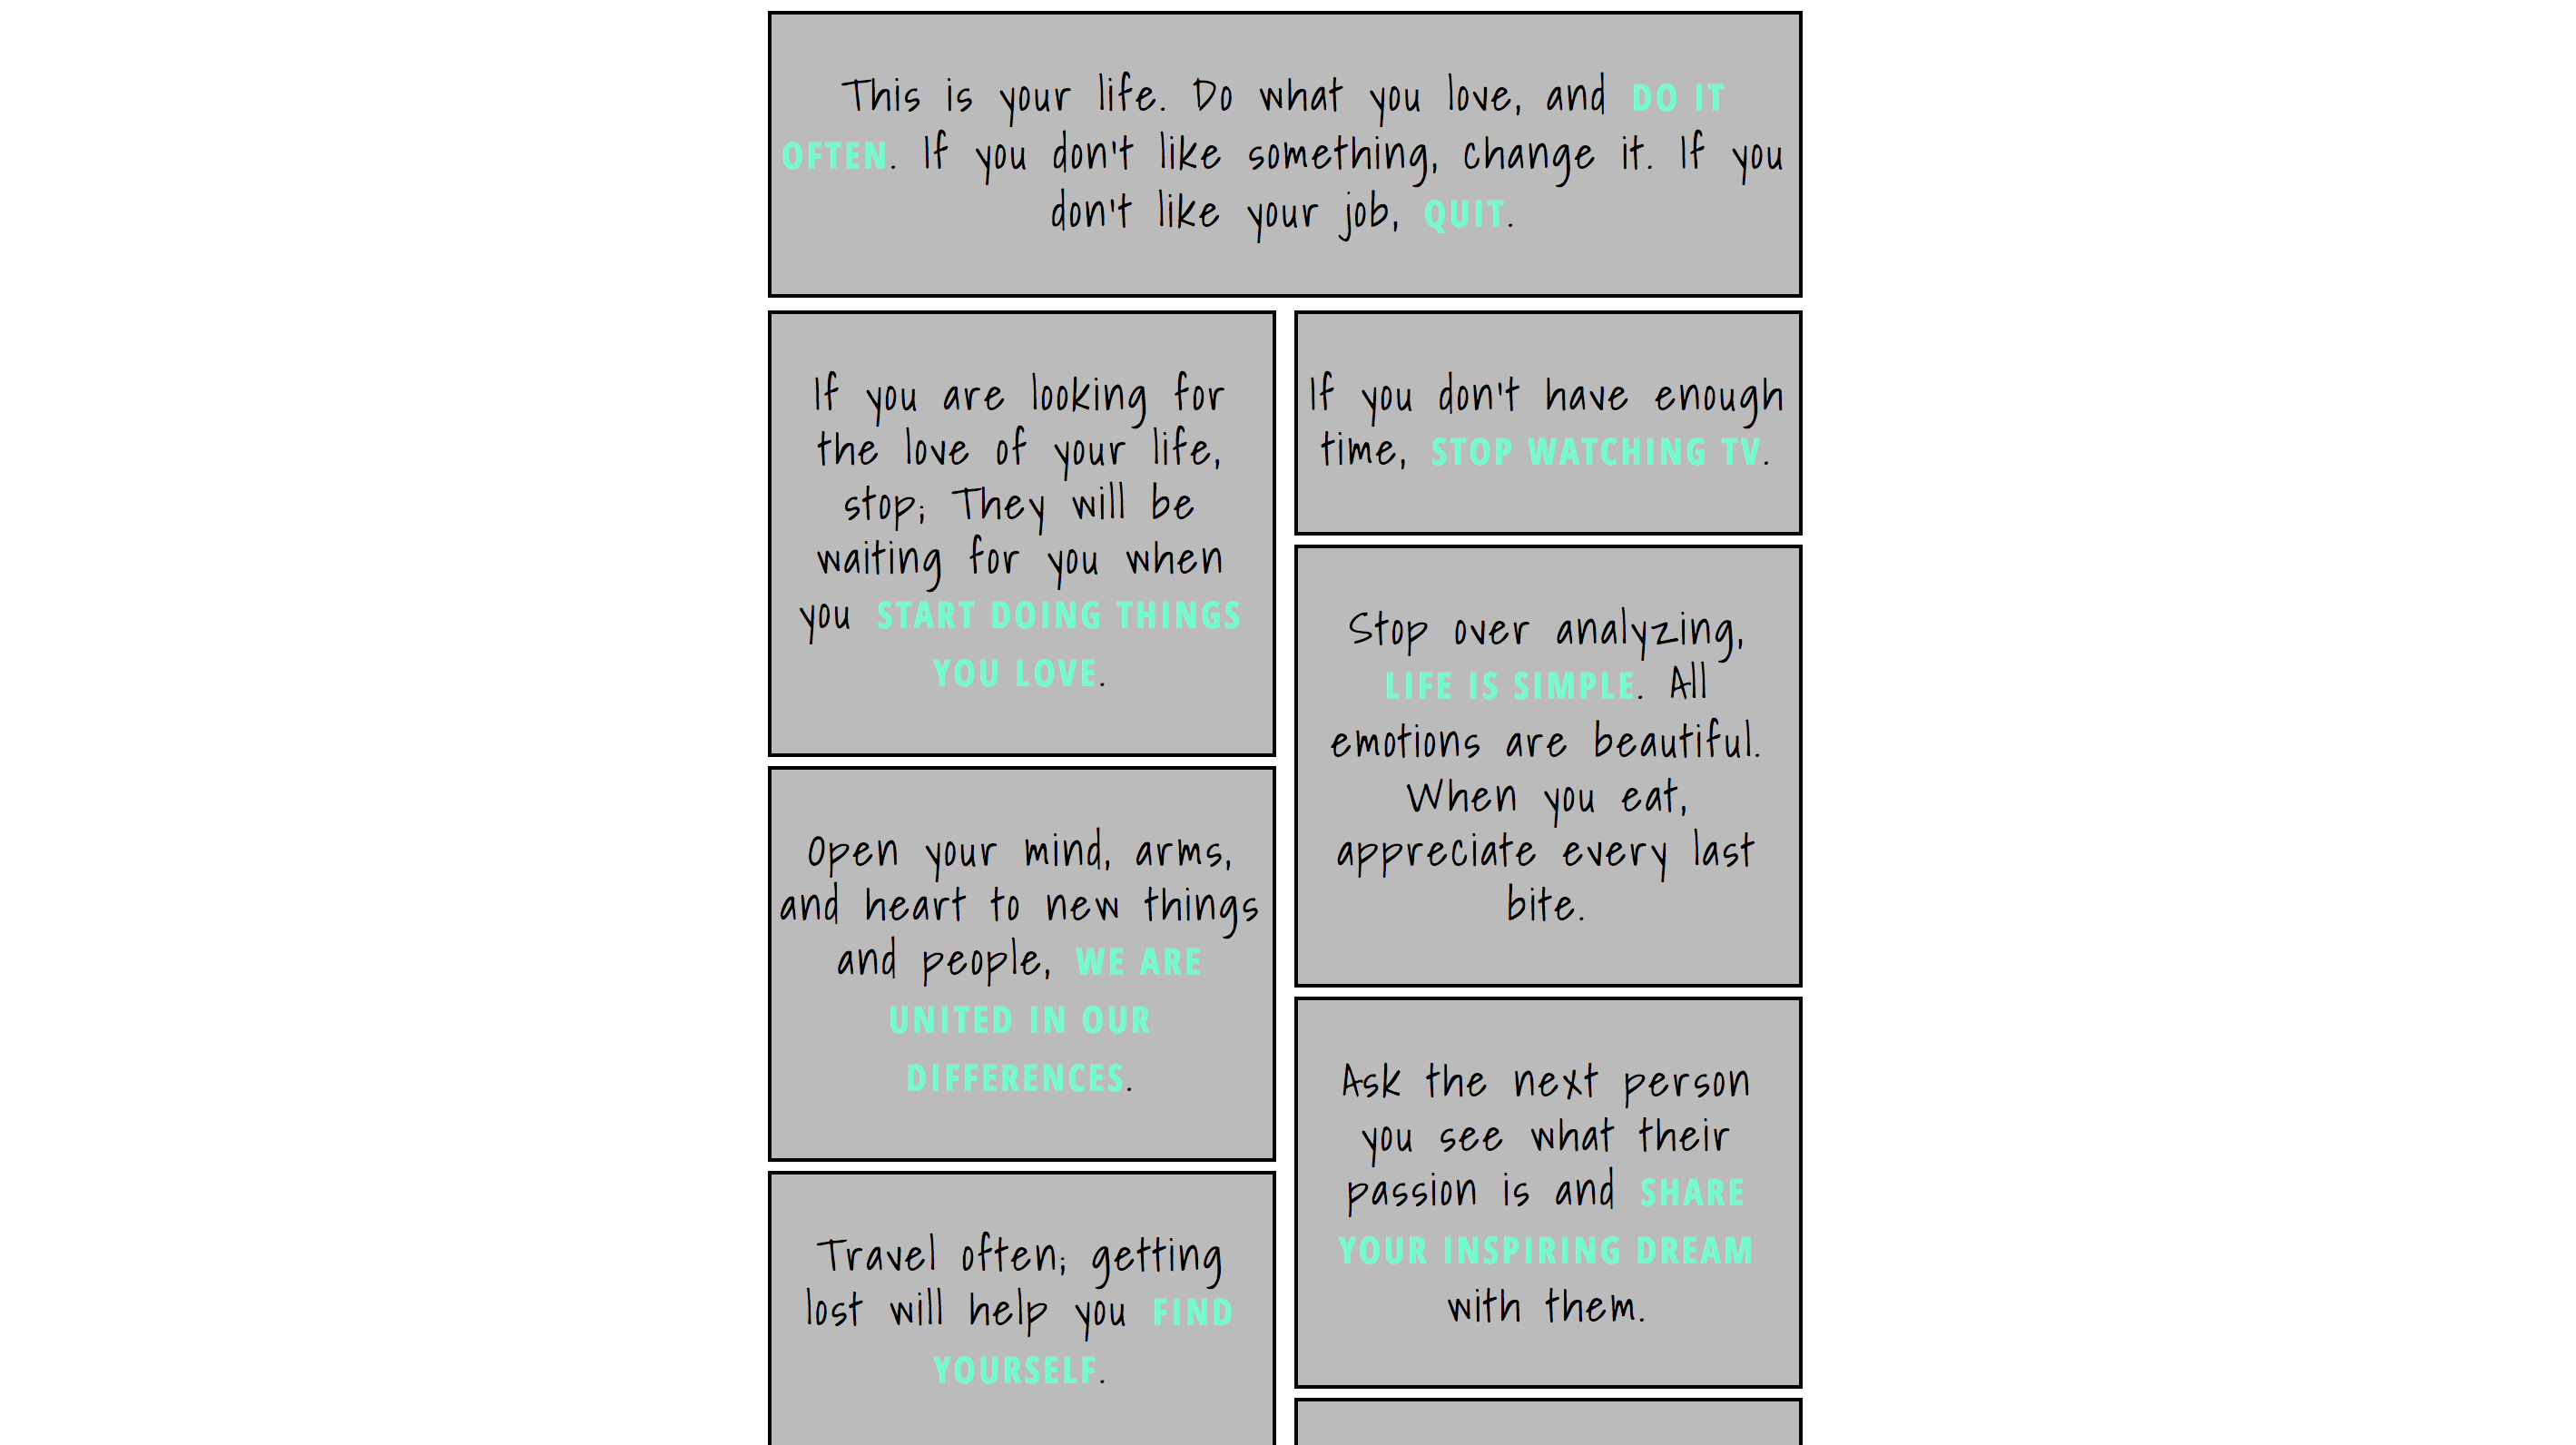 This is your life. Do what you love, and DO IT
OFTEN. If you don't like something, change it. If you
don't like your job, QUIT.
If you are looking for
the love of your life,
stop; They will be
waiting for you when
you START DOING THINGS
YOU LOVE.
If you don't have enough
time, STOP WATCHING TV.
Stop over analyzing,
LIFE IS SIMPLE. All
emotions are beautiful.
When you eat,
appreciate every last
bite.
Open your mind, arms,
and heart to new things
and people, WE ARE
UNITED IN OUR
DIFFERENCES.
Ask the next person
you see what their
passion is and SHARE
YOUR INSPIRING DREAM
with them.
Travel often; getting
lost will help you FIND
YOURSELF.